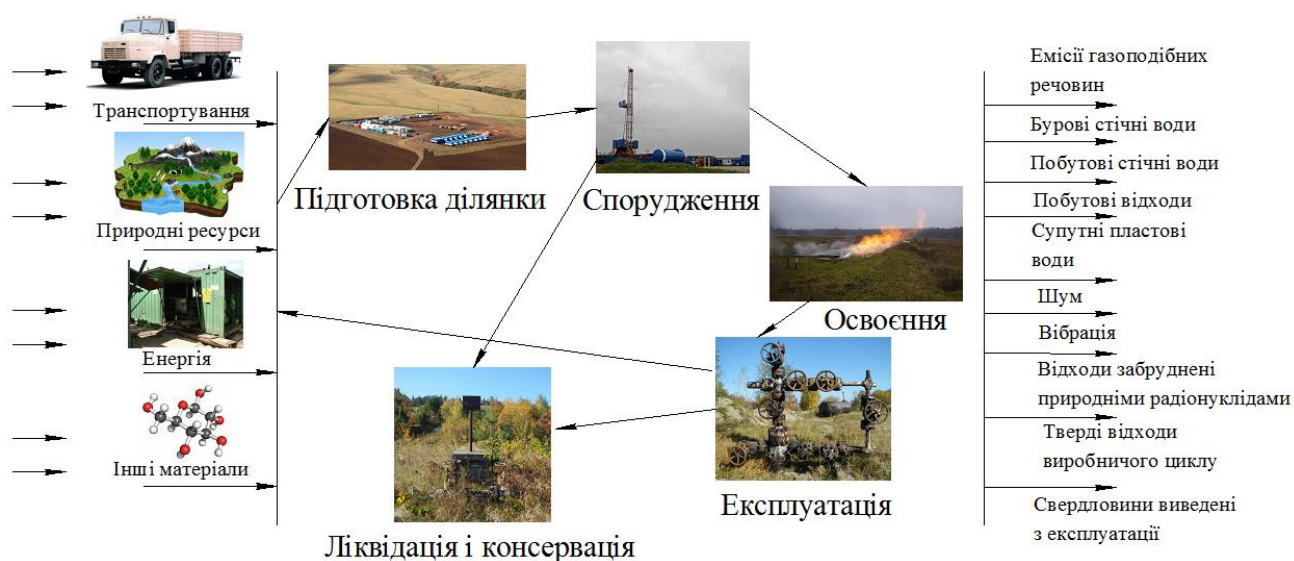 Транспортування
Природні ресурси
Енергія
Інші матеріали
Підготовка ділянки
Спорудження
Освоєння
Експлуатація
Ліквідація і консервація
Емісії газоподібних
речовин
Бурові стічні води
Побутові стічні води
Побутові відходи
Супутні пластові
води
Шум
Вібрація
Відходи забруднені
природніми радіонуклідами
Тверді відходи
виробничого циклу
Свердловини виведені
з експлуатації